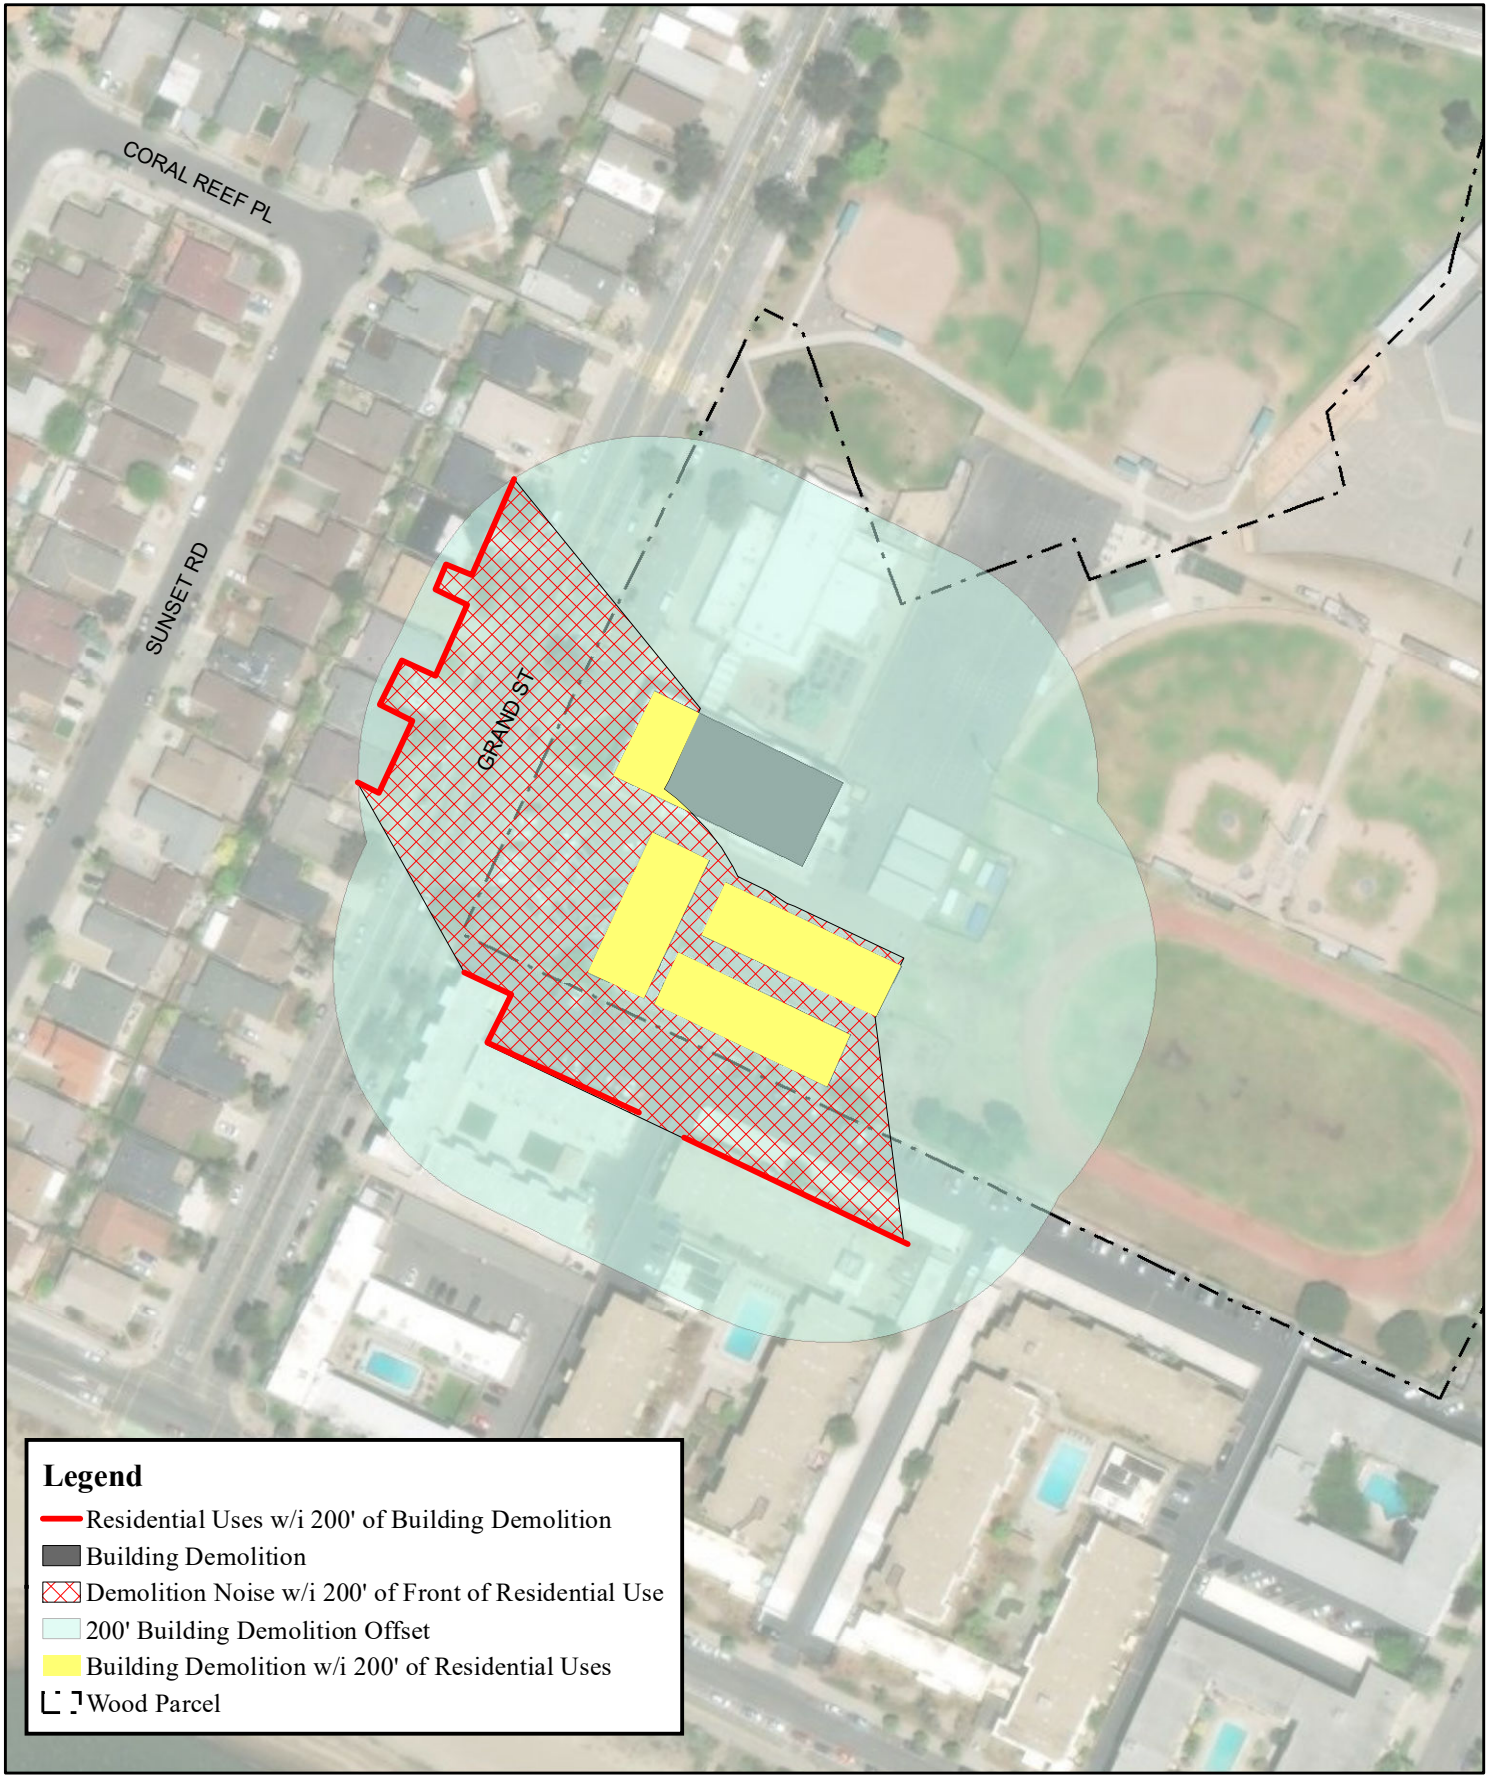 CORAL REEF PL
SUNSET RD
GRAND ST
Legend
Residential Uses w/i 200' of Building Demolition
Building Demolition
Demolition Noise w/i 200' of Front of Residential Use
200' Building Demolition Offset
Building Demolition w/i 200' of Residential Uses
Wood Parcel